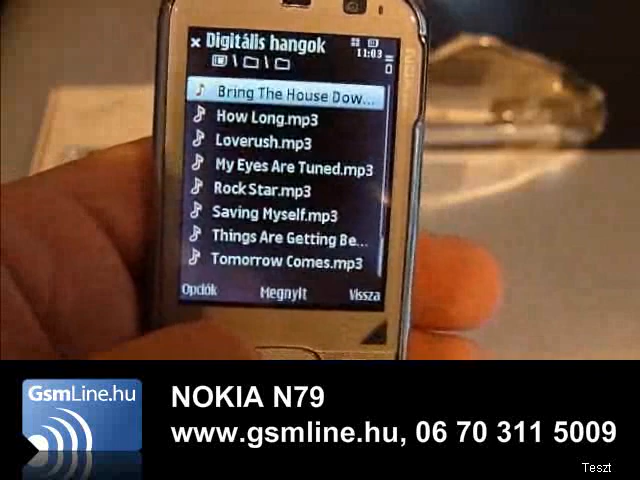 × Digitális hangok
11:03
Bring The House Dow...
How Long.mp3
Loverush.mp3
My Eyes Are Tuned.mp3
Rock Star.mp3
Saving Myself.mp3
Things Are Getting Be...
Tomorrow Comes.mp3
Opciók Megnyit Vissza
GsmLine.hu
NOKIA N79
www.gsmline.hu, 06 70 311 5009
Teszt